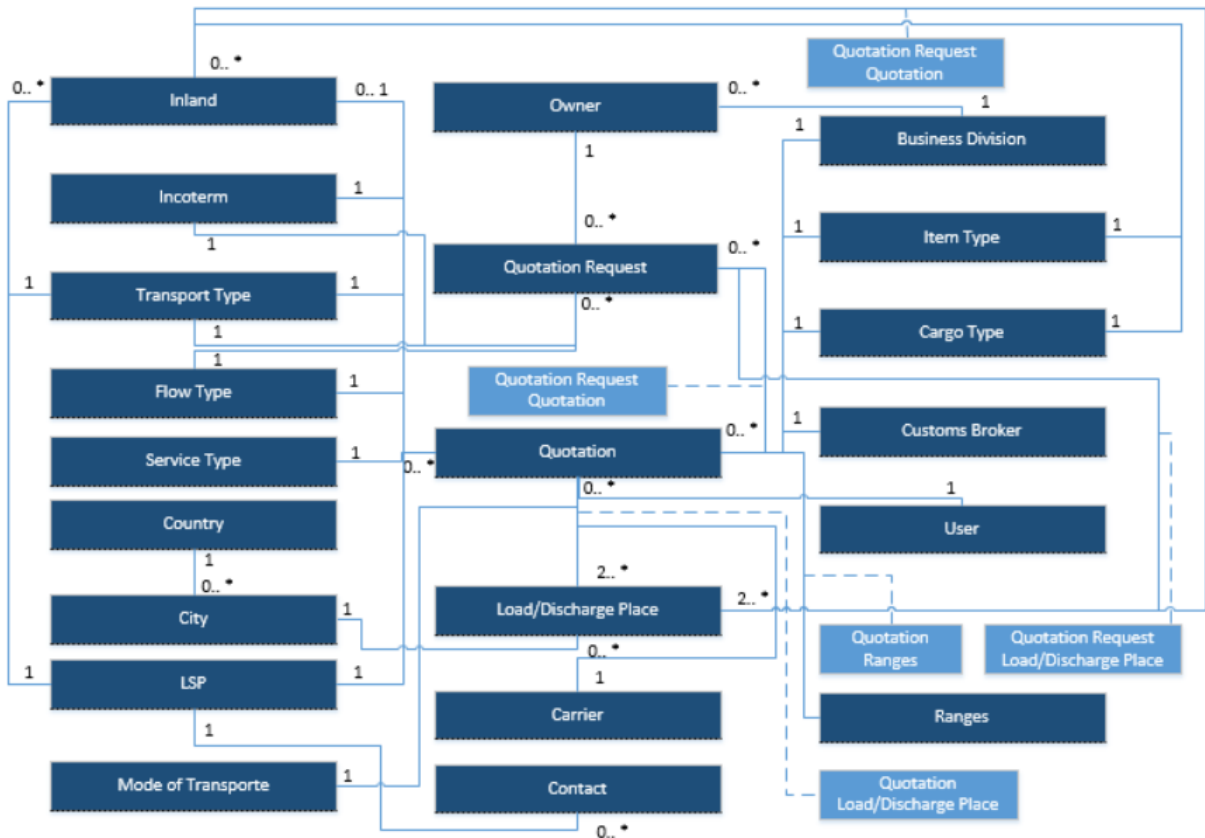 Quotation Request
Quotation
0.. *
0.. *
Inland
0.. 1
Owner
0.. *
1
1
Business Division
1
Incoterm
1
1
0.. *
1
Item Type
1
0.. *
Quotation Request
1
Transport Type
1
0.. *
1
1
Cargo Type
1
1
Flow Type
1
Quotation Request
Quotation
1
Customs Broker
0.. *
Quotation
Service Type
1
0.. *
0.. *
1
User
Country
1
0.. *
2.. *
Load/Discharge Place
2.. *
City
1
Quotation
Ranges
Quotation Request
Load/Discharge Place
0.. *
1
LSP
1
1
Carrier
Ranges
1
Mode of Transporte
1
Contact
Quotation
Load/Discharge Place
0.. *